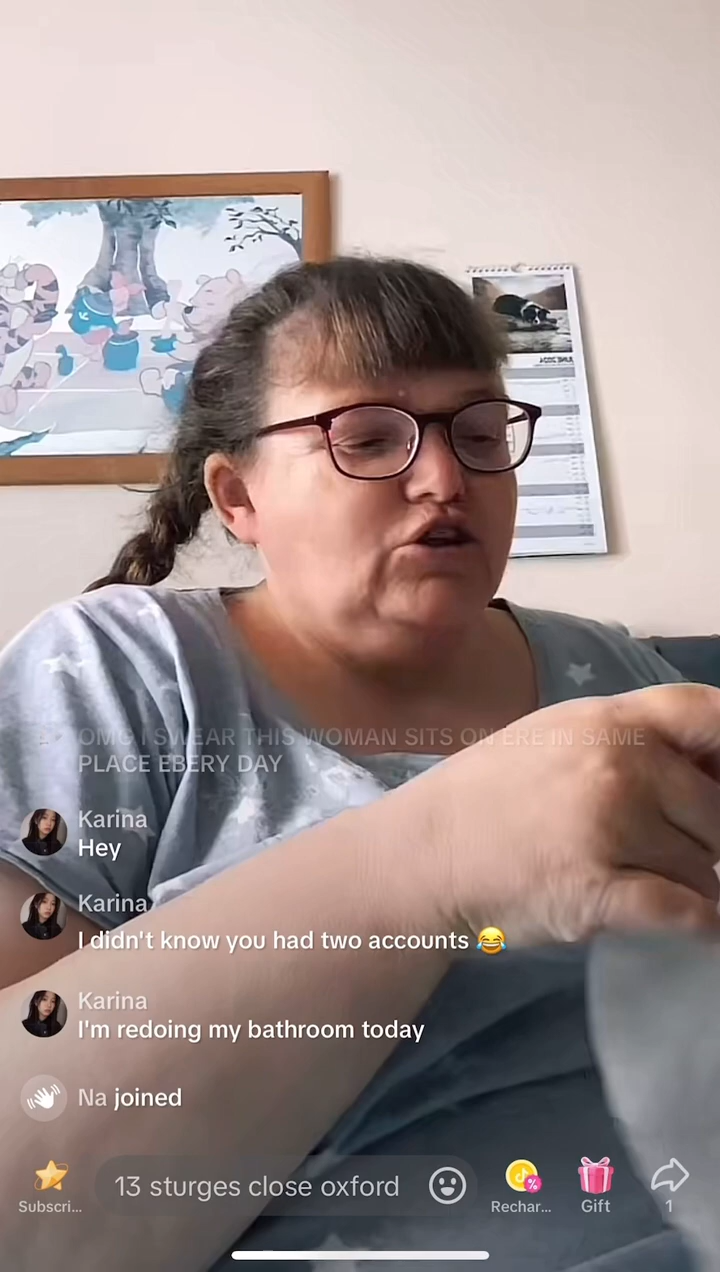 OMG I SWEAR THIS WOMAN SITS ON ERE IN SAME
PLACE EBERY DAY
Karina
Hey
Karina
I didn't know you had two accounts 😂
Karina
I'm redoing my bathroom today
Na joined
13 sturges close oxford
Subscri...
Rechar...
Gift
1